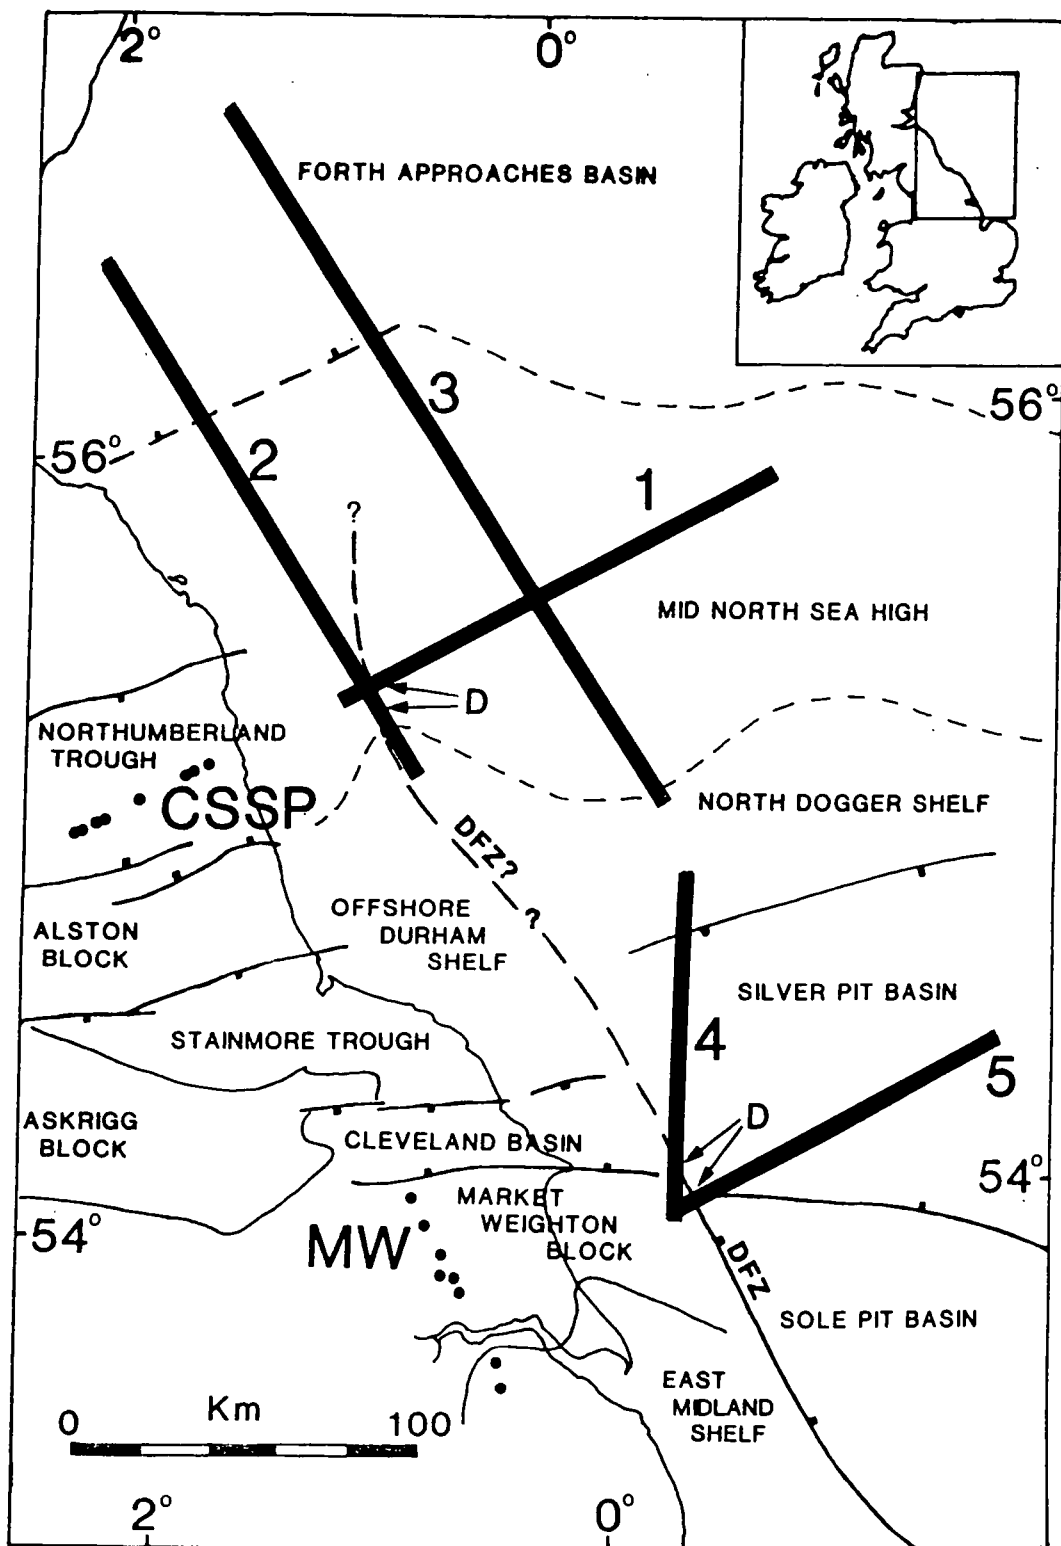 2°
0°
FORTH APPROACHES BASIN
56°
3
56°
2
1
?
MID NORTH SEA HIGH
D
NORTHUMBERLAND
TROUGH
CSSP
NORTH DOGGER SHELF
DFZ?
?
OFFSHORE
DURHAM
SHELF
ALSTON
BLOCK
SILVER PIT BASIN
STAINMORE TROUGH
4
5
ASKRIGG
BLOCK
D
CLEVELAND BASIN
54°
MARKET
WEIGHTON
BLOCK
54°
MW
DFZ
SOLE PIT BASIN
EAST
MIDLAND
SHELF
Km
0
100
2°
0°